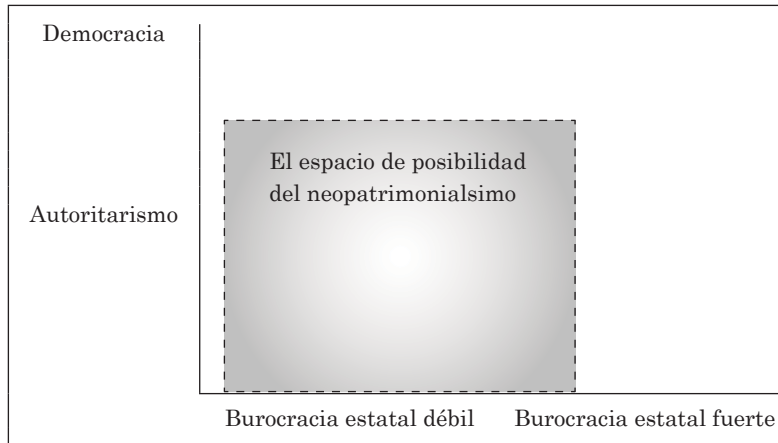 Democracia
El espacio de posibilidad
del neopatrimonialsimo
Autoritarismo
Burocracia estatal débil Burocracia estatal fuerte